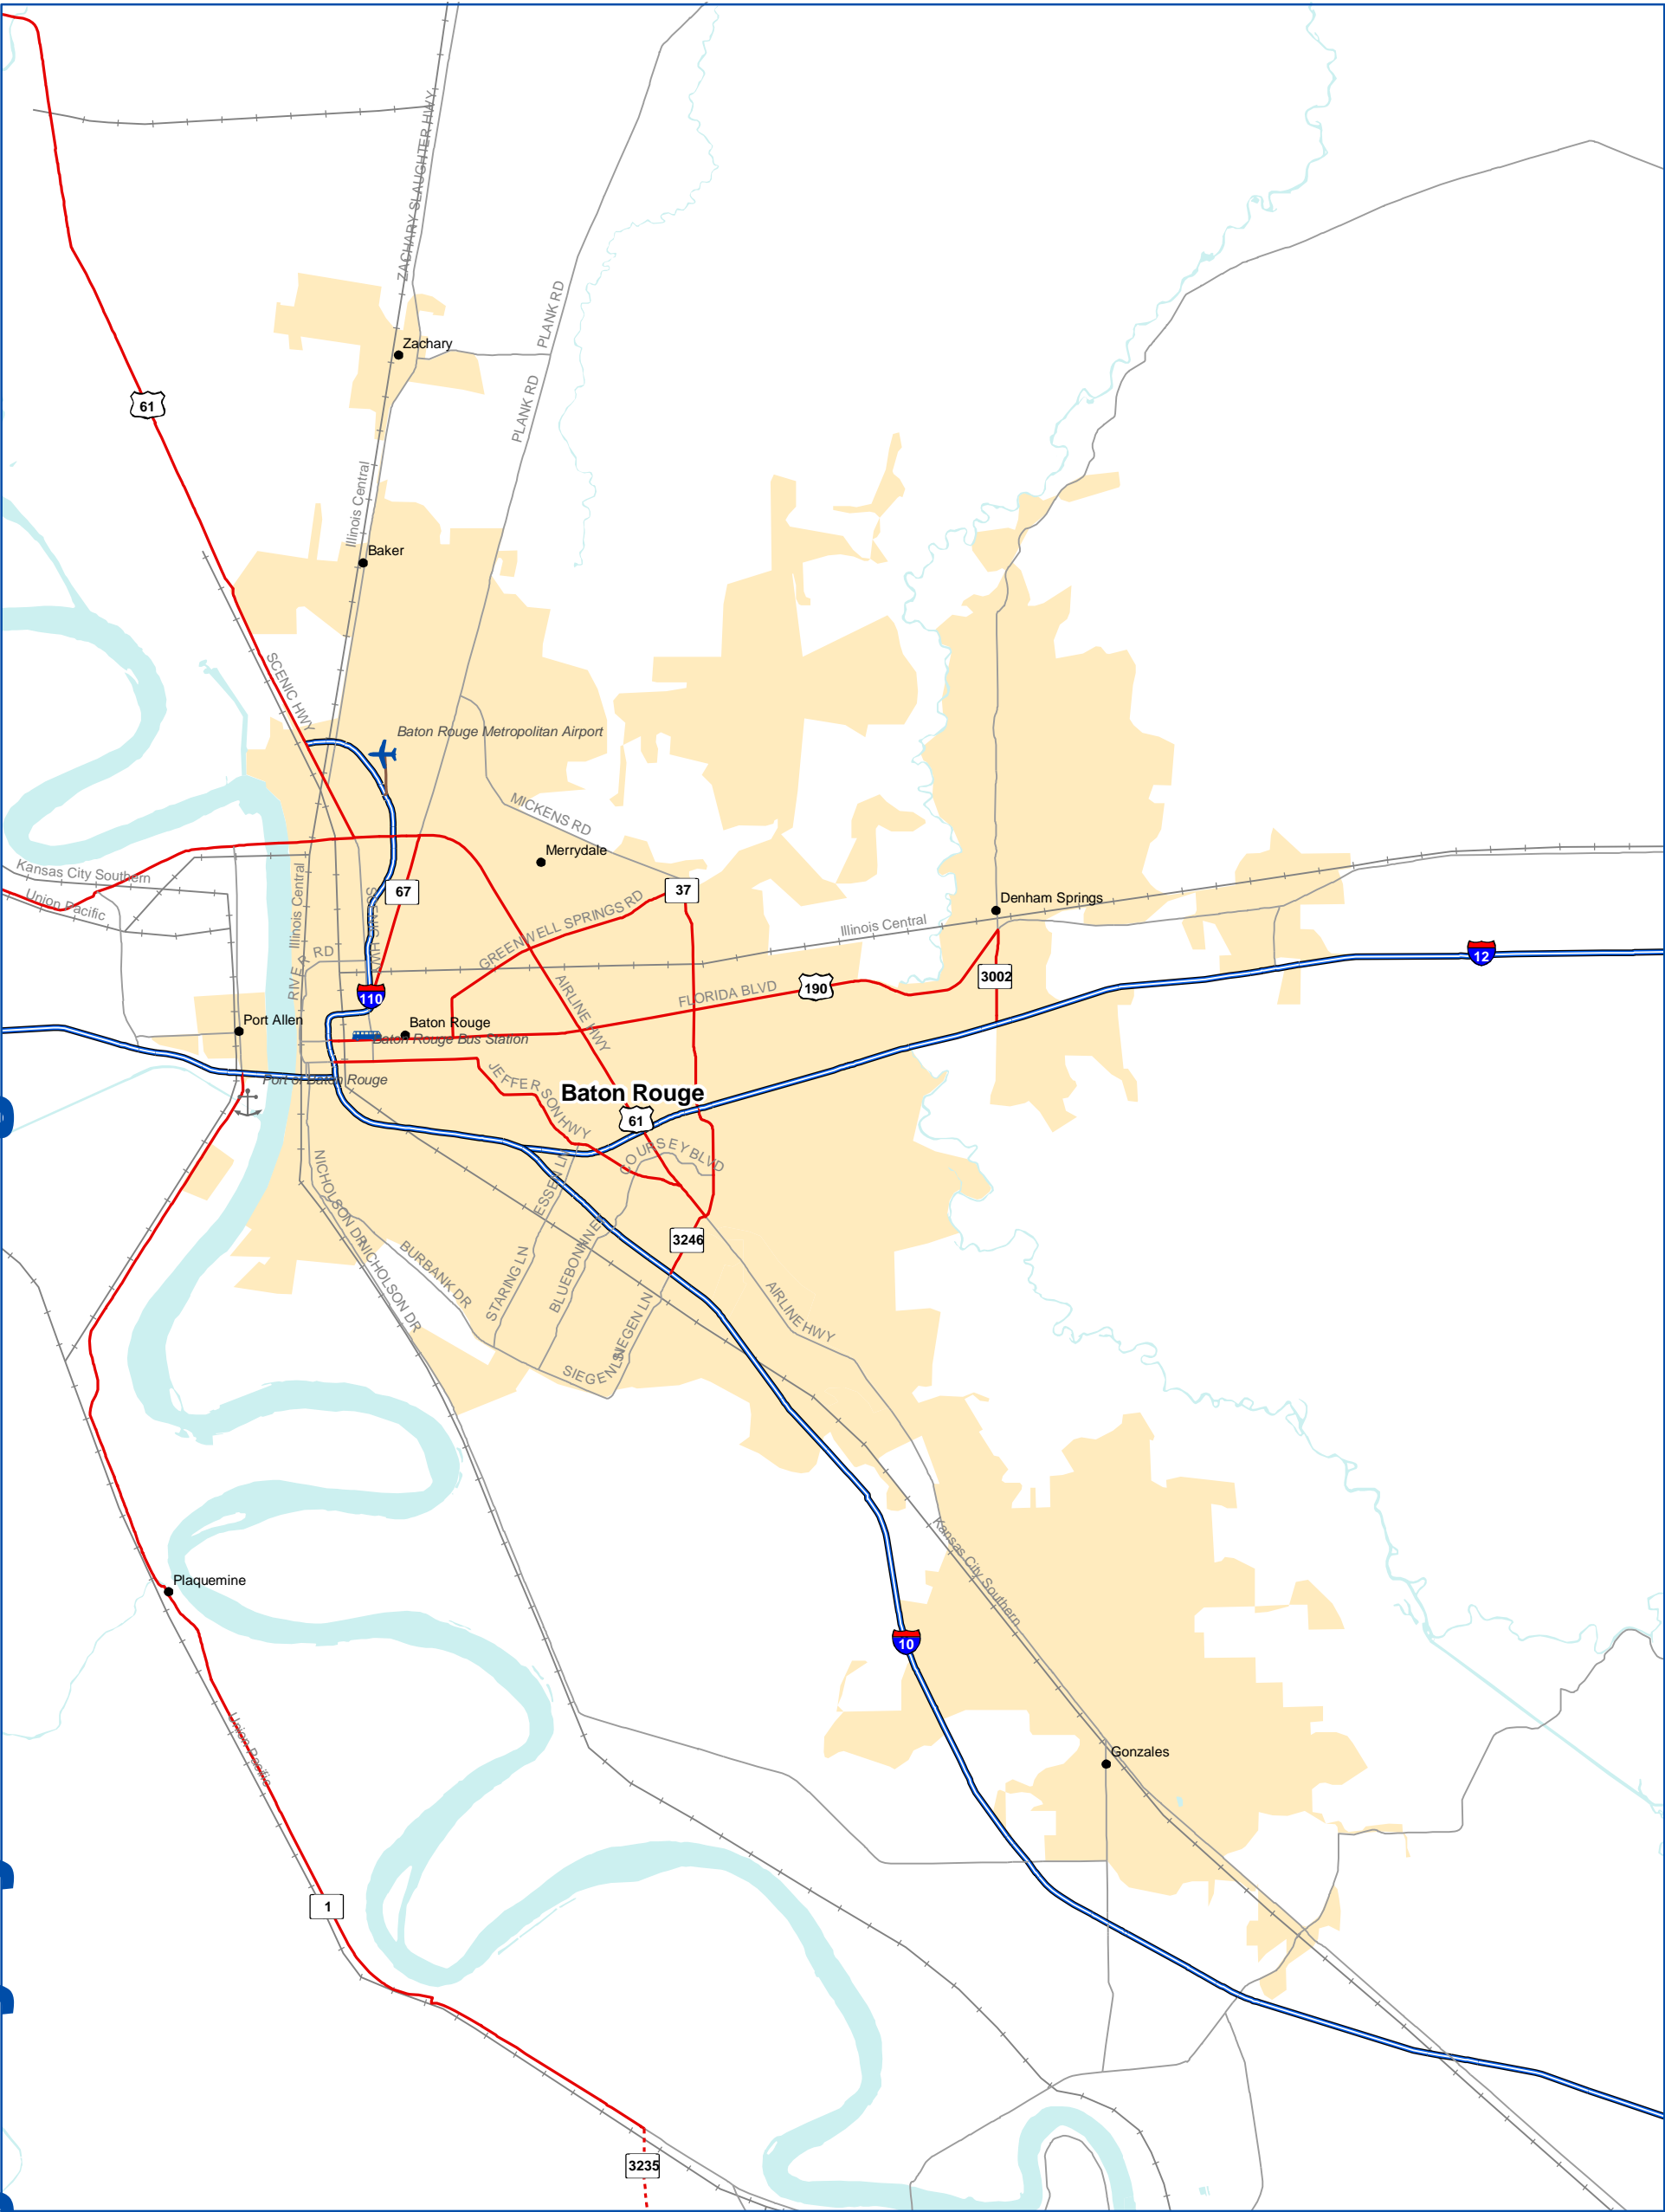 ZACHARY SLAUGHTER HWY
PLANK RD
Zachary
PLANK RD
61
Illinois Central
Baker
SCENIC HWY
Baton Rouge Metropolitan Airport
MICKENS RD
Merrydale
Kansas City Southern
Union Pacific
67
37
SCENIC HWY
Illinois Central
GREENWELL SPRINGS RD
Denham Springs
Illinois Central
RIVER RD
12
3002
190
FLORIDA BLVD
110
AIRLINE HWY
Port Allen
Baton Rouge
Baton Rouge Bus Station
Port of Baton Rouge
JEFFERSON HWY
Baton Rouge
61
COURSEY BLVD
ESSEN LN
NICHOLSON DR
BURBANK DR
NICHOLSON DR
STARING LN
3246
SIEGEN LN
SIEGEN LN
AIRLINE HWY
Kansas City Southern
Plaquemine
10
Union Pacific
Gonzales
1
3235